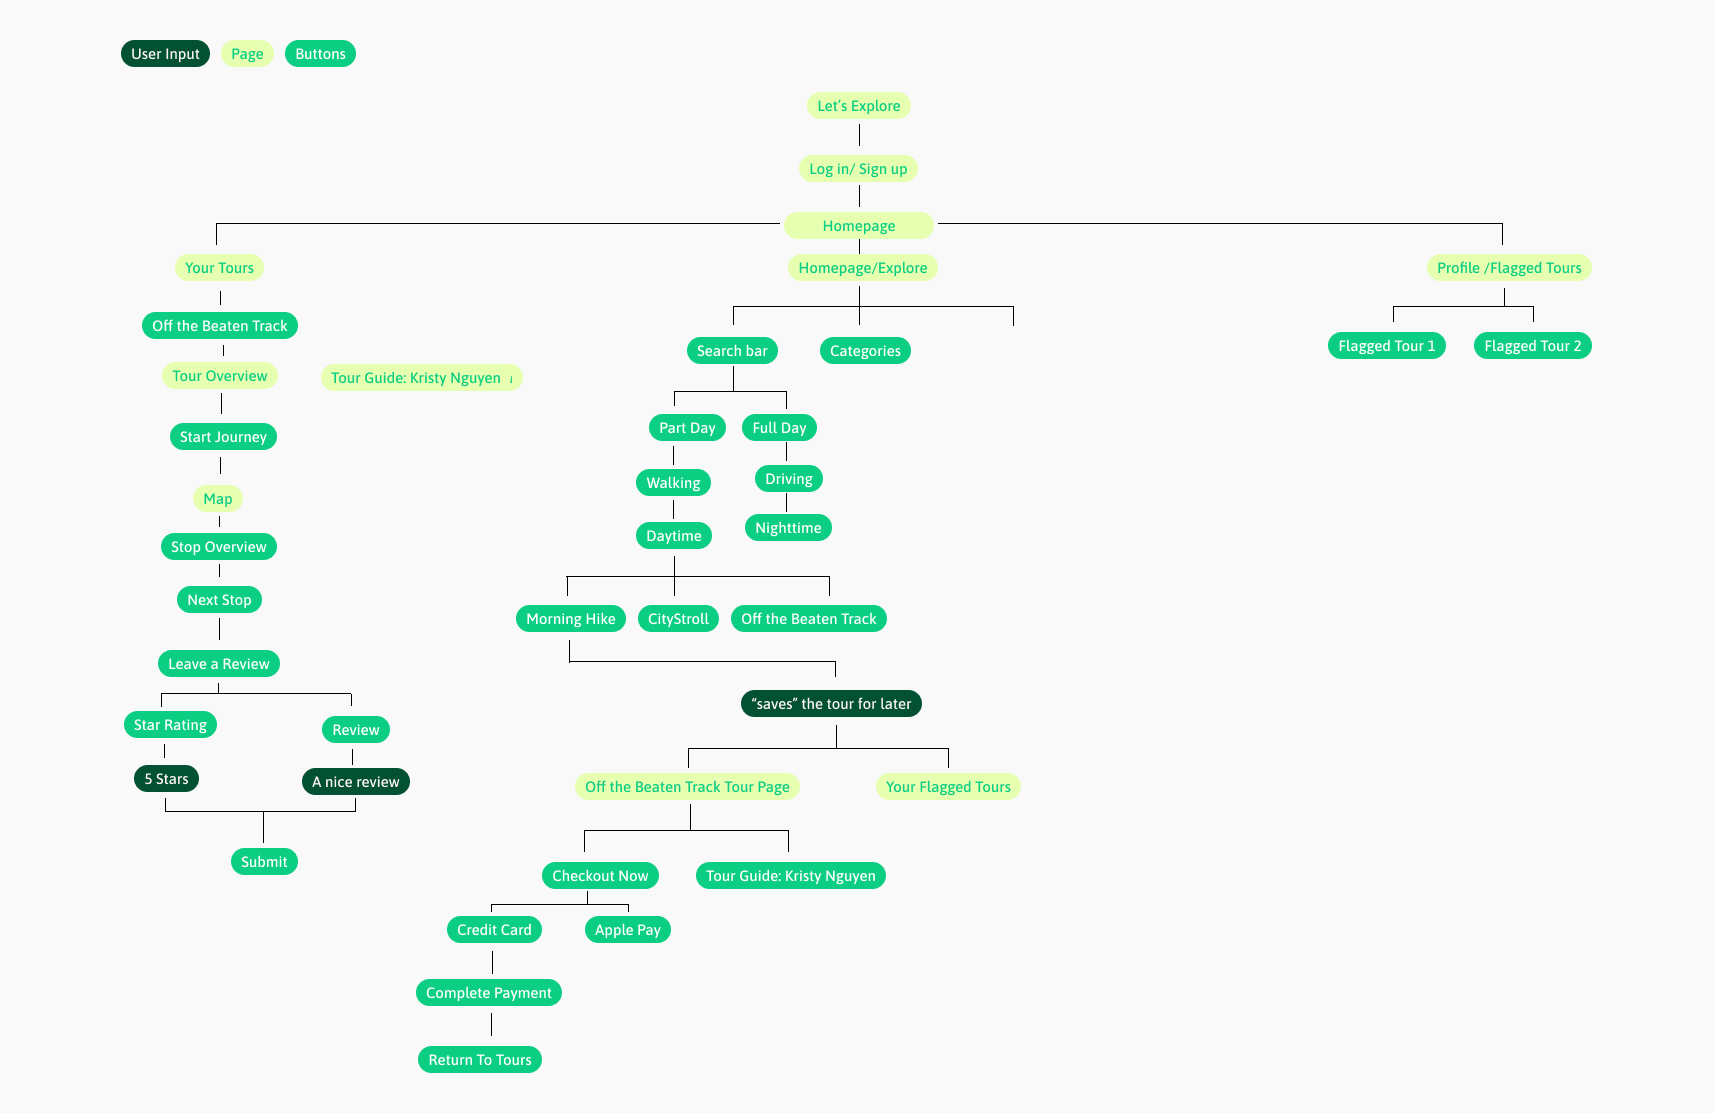 User Input
Page
Buttons
Let's Explore
Log in/ Sign up
Homepage
Your Tours
Homepage/Explore
Profile /Flagged Tours
Off the Beaten Track
Search bar
Categories
Flagged Tour 1
Flagged Tour 2
Tour Overview
Tour Guide: Kristy Nguyen
Start Journey
Part Day
Full Day
Walking
Driving
Map
Daytime
Nighttime
Stop Overview
Next Stop
Morning Hike
CityStroll
Off the Beaten Track
Leave a Review
“saves” the tour for later
Star Rating
Review
5 Stars
A nice review
Off the Beaten Track Tour Page
Your Flagged Tours
Submit
Checkout Now
Tour Guide: Kristy Nguyen
Credit Card
Apple Pay
Complete Payment
Return To Tours